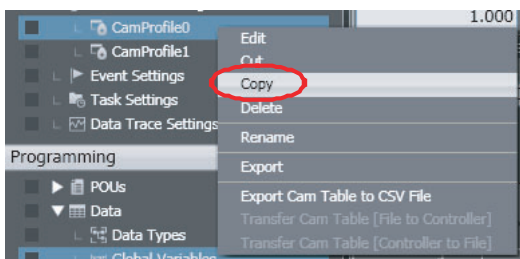 1.000
CamProfile0
CamProfile1
Event Settings
Task Settings
Data Trace Settings
Programming
POUs
Data
Data Types
Global Variables
Edit
Cut
Copy
Delete
Rename
Export
Export Cam Table to CSV File
Transfer Cam Table [File to Controller]
Transfer Cam Table [Controller to File]